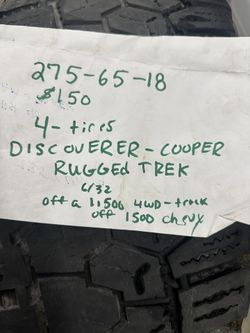 275-65-18
$150
4- tires
DISCOVERER - COOPER
RUGGED TREK
6/32
off a 1500 4WD-truck
off 1500 chevy